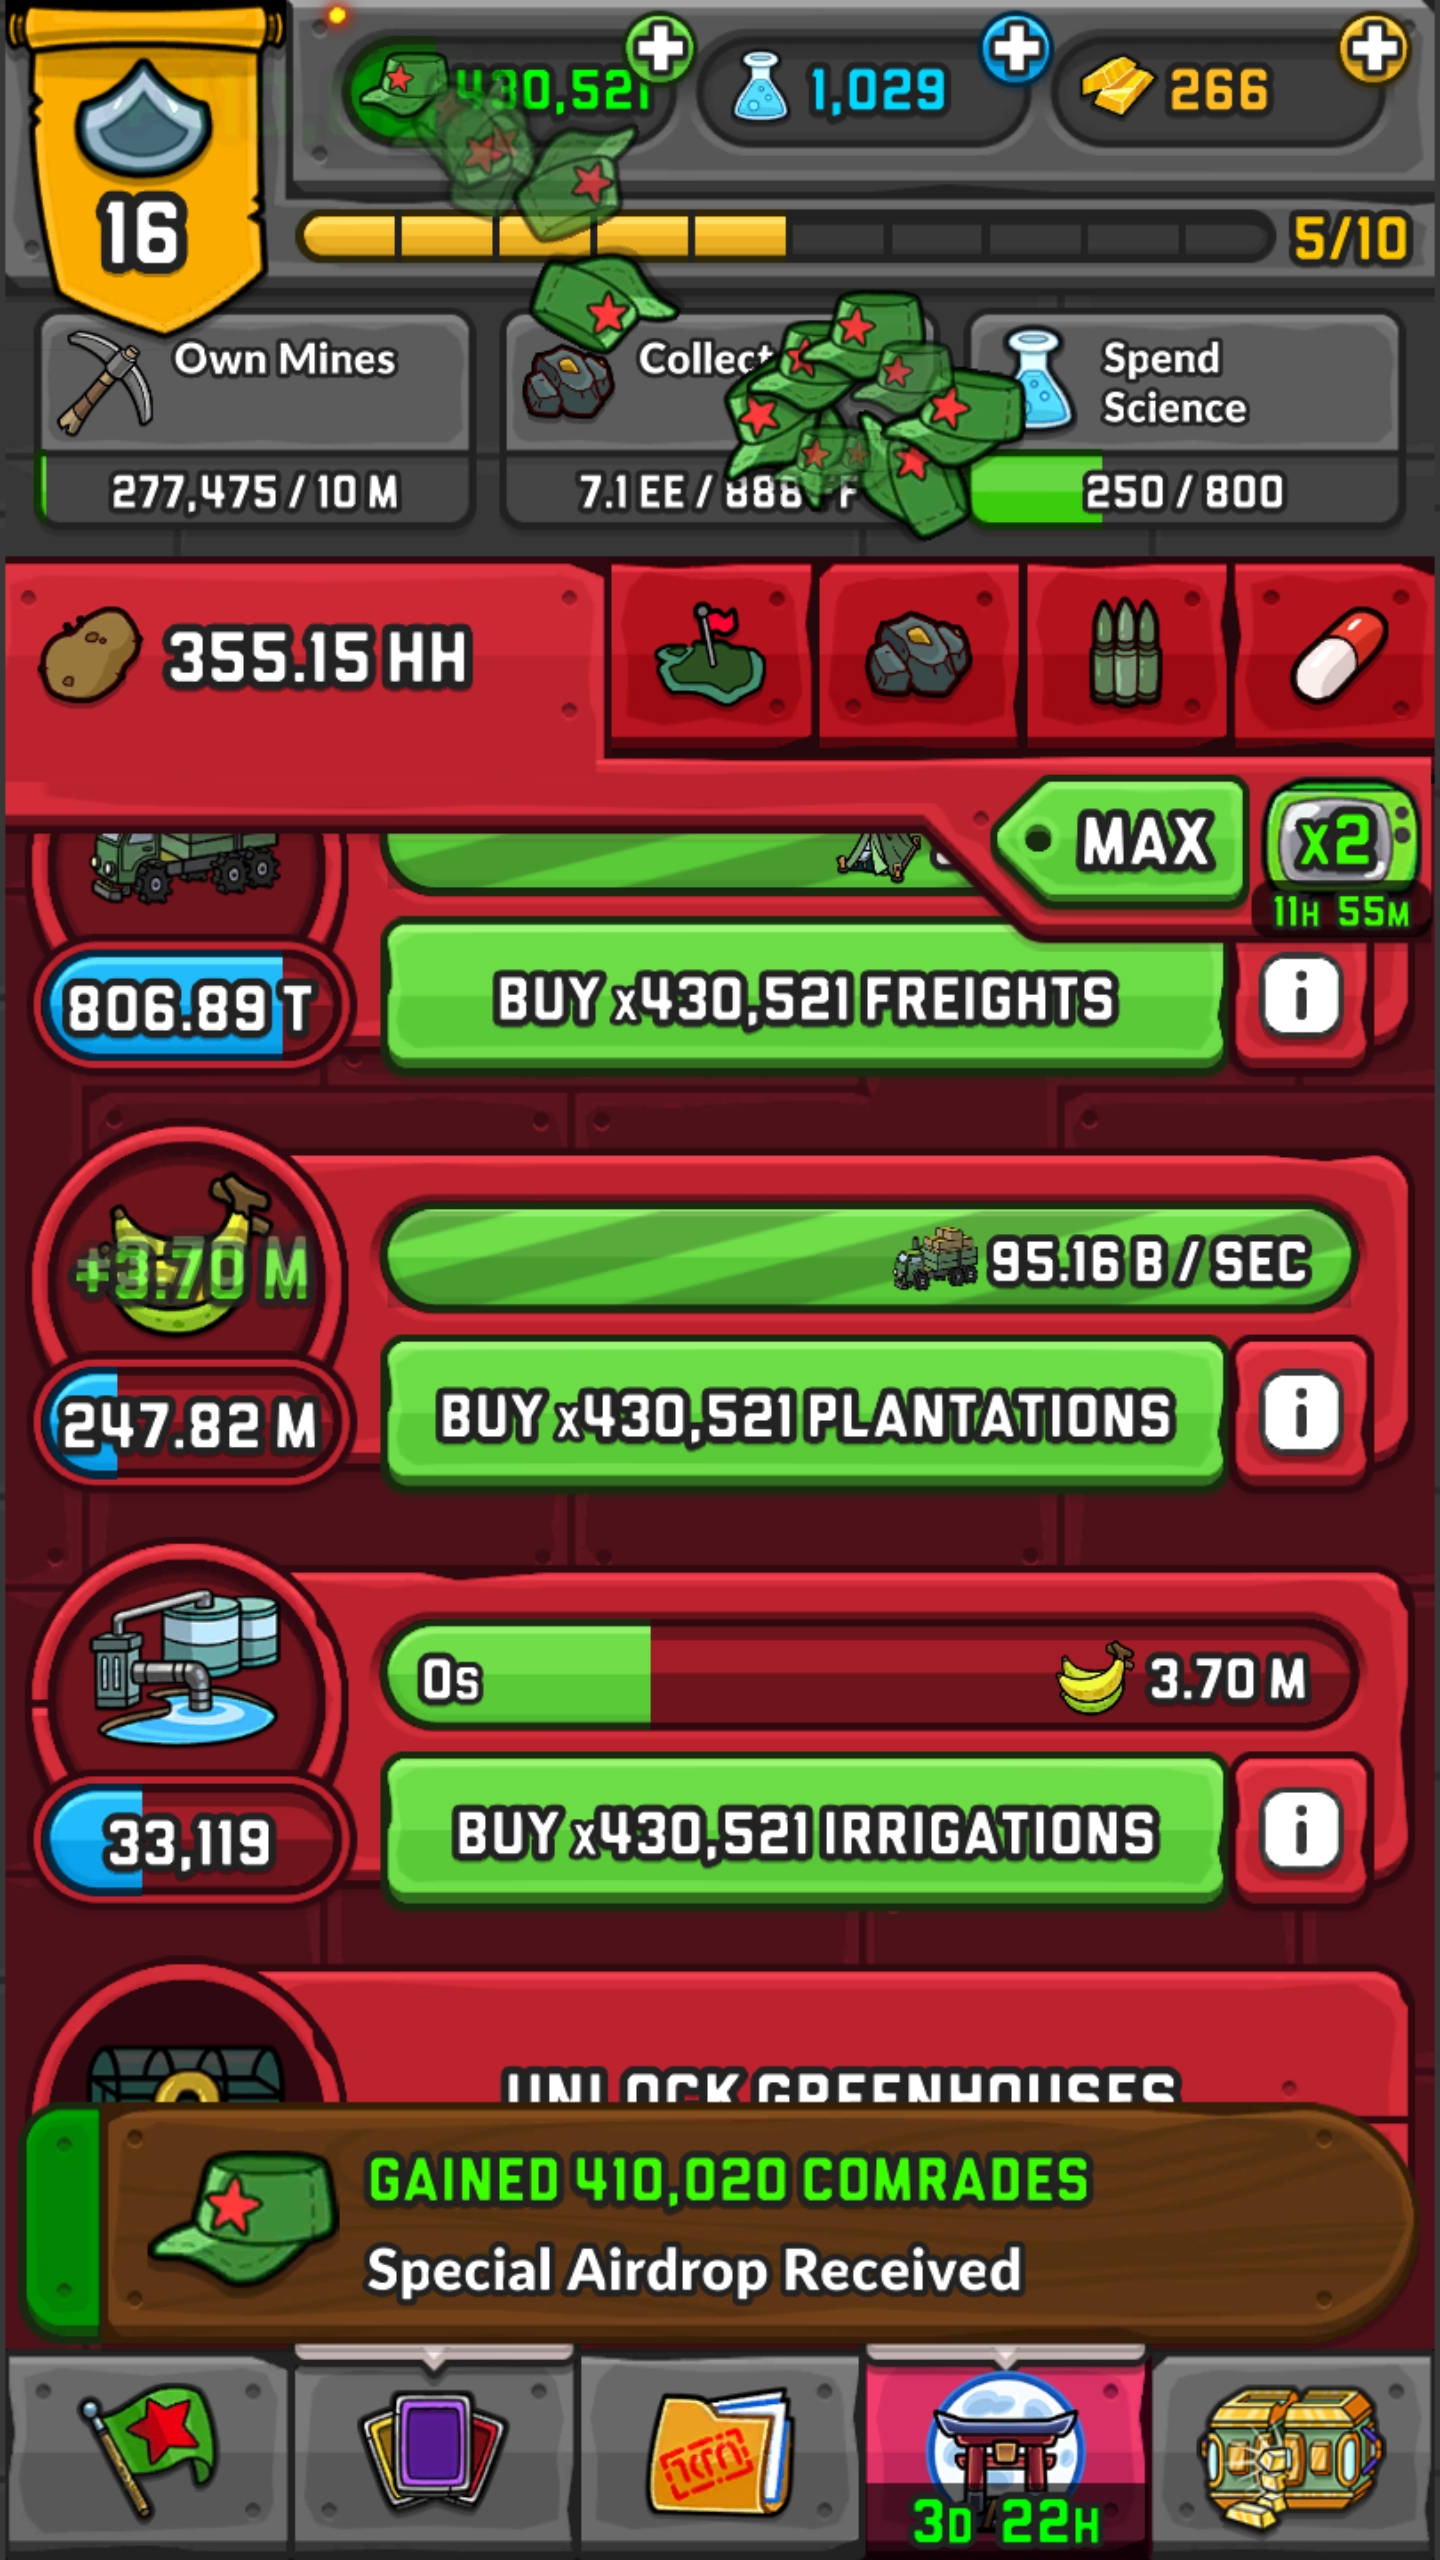 430,521
1,029
266
16
5/10
Own Mines
Collect
Spend
Science
277,475 / 10 M
7.1 EE / 888
250 / 800
355.15 HH
MAX
x2
11H 55M
806.89 T
BUY x430,521 FREIGHTS
+3.70 M
95.16 B / SEC
247.82 M
BUY x430,521 PLANTATIONS
0s
3.70 M
33,119
BUY x430,521 IRRIGATIONS
UNLOCK GREENHOUSES
GAINED 410,020 COMRADES
Special Airdrop Received
3D 22H